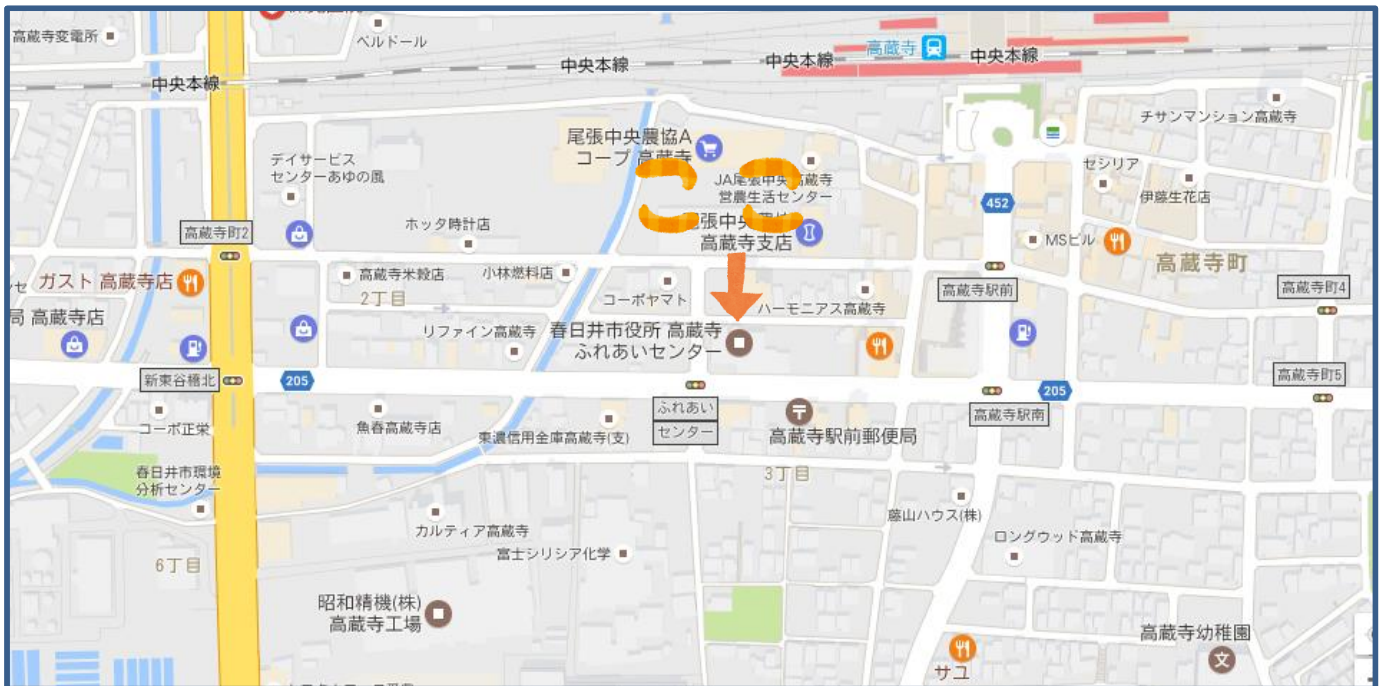 高蔵寺変電所
ベルドール
中央本線
中央本線
中央本線
高蔵寺
中央本線
チサンマンション高蔵寺
尾張中央農協A
コープ 高蔵寺
デイサービス
センターあゆの風
ここ
JA尾張中央高蔵寺
営農生活センター
セシリア
伊藤生花店
452
高蔵寺町2
ホッタ時計店
張中央農協
高蔵寺支店
MSビル
高蔵寺町
ガスト 高蔵寺店
高蔵寺米穀店
小林燃料店
2丁目
コーポヤマト
ハーモニアス高蔵寺
高蔵寺駅前
高蔵寺町4
局 高蔵寺店
リファイン高蔵寺
春日井市役所 高蔵寺
ふれあいセンター
新東谷橋北
205
205
高蔵寺町5
コーポ正栄
魚春高蔵寺店
東濃信用金庫高蔵寺(支)
ふれあい
センター
高蔵寺駅前郵便局
高蔵寺駅南
春日井市環境
分析センター
3丁目
カルティア高蔵寺
藤山ハウス(株)
富士シリシア化学
ロングウッド高蔵寺
6丁目
昭和精機(株)
高蔵寺工場
高蔵寺幼稚園
文
サユ